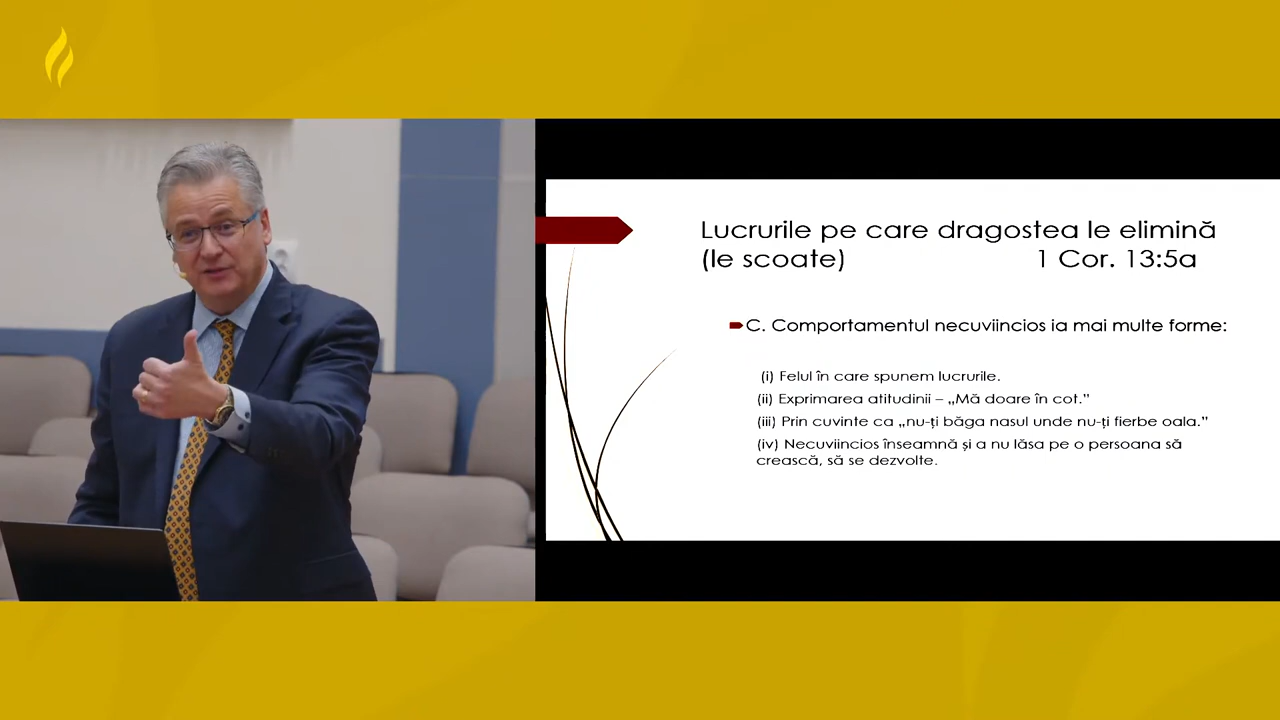 Lucrurile pe care dragostea le elimină
(le scoate) 1 Cor. 13:5a
C. Comportamentul necuviincios ia mai multe forme:
(i) Felul în care spunem lucrurile.
(ii) Exprimarea atitudinii – „Mă doare în cot.”
(iii) Prin cuvinte ca „nu-ți băga nasul unde nu-ți fierbe oala.”
(iv) Necuviincios înseamnă și a nu lăsa pe o persoana să
crească, să se dezvolte.